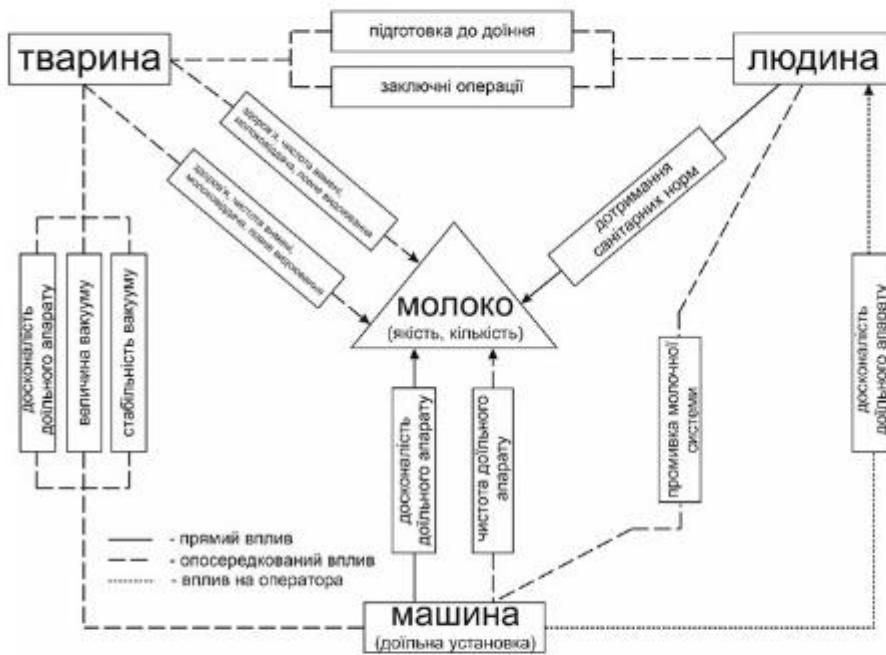 підготовка до доїння
тварина
людина
заключні операції
здоров'я, чистота вимені,
молоковіддача, повне видоювання
здоров'я, чистота вимені,
молоковіддача, повне видоювання
дотримання
санітарних норм
молоко
(якість, кількість)
досконалість
доїльного апарату
величина вакууму
стабільність вакууму
досконалість
доїльного апарату
чистота доїльного
апарату
промивка молочної
системи
досконалість
доїльного апарату
- прямий вплив
- опосередкований вплив
- вплив на оператора
машина
(доїльна установка)